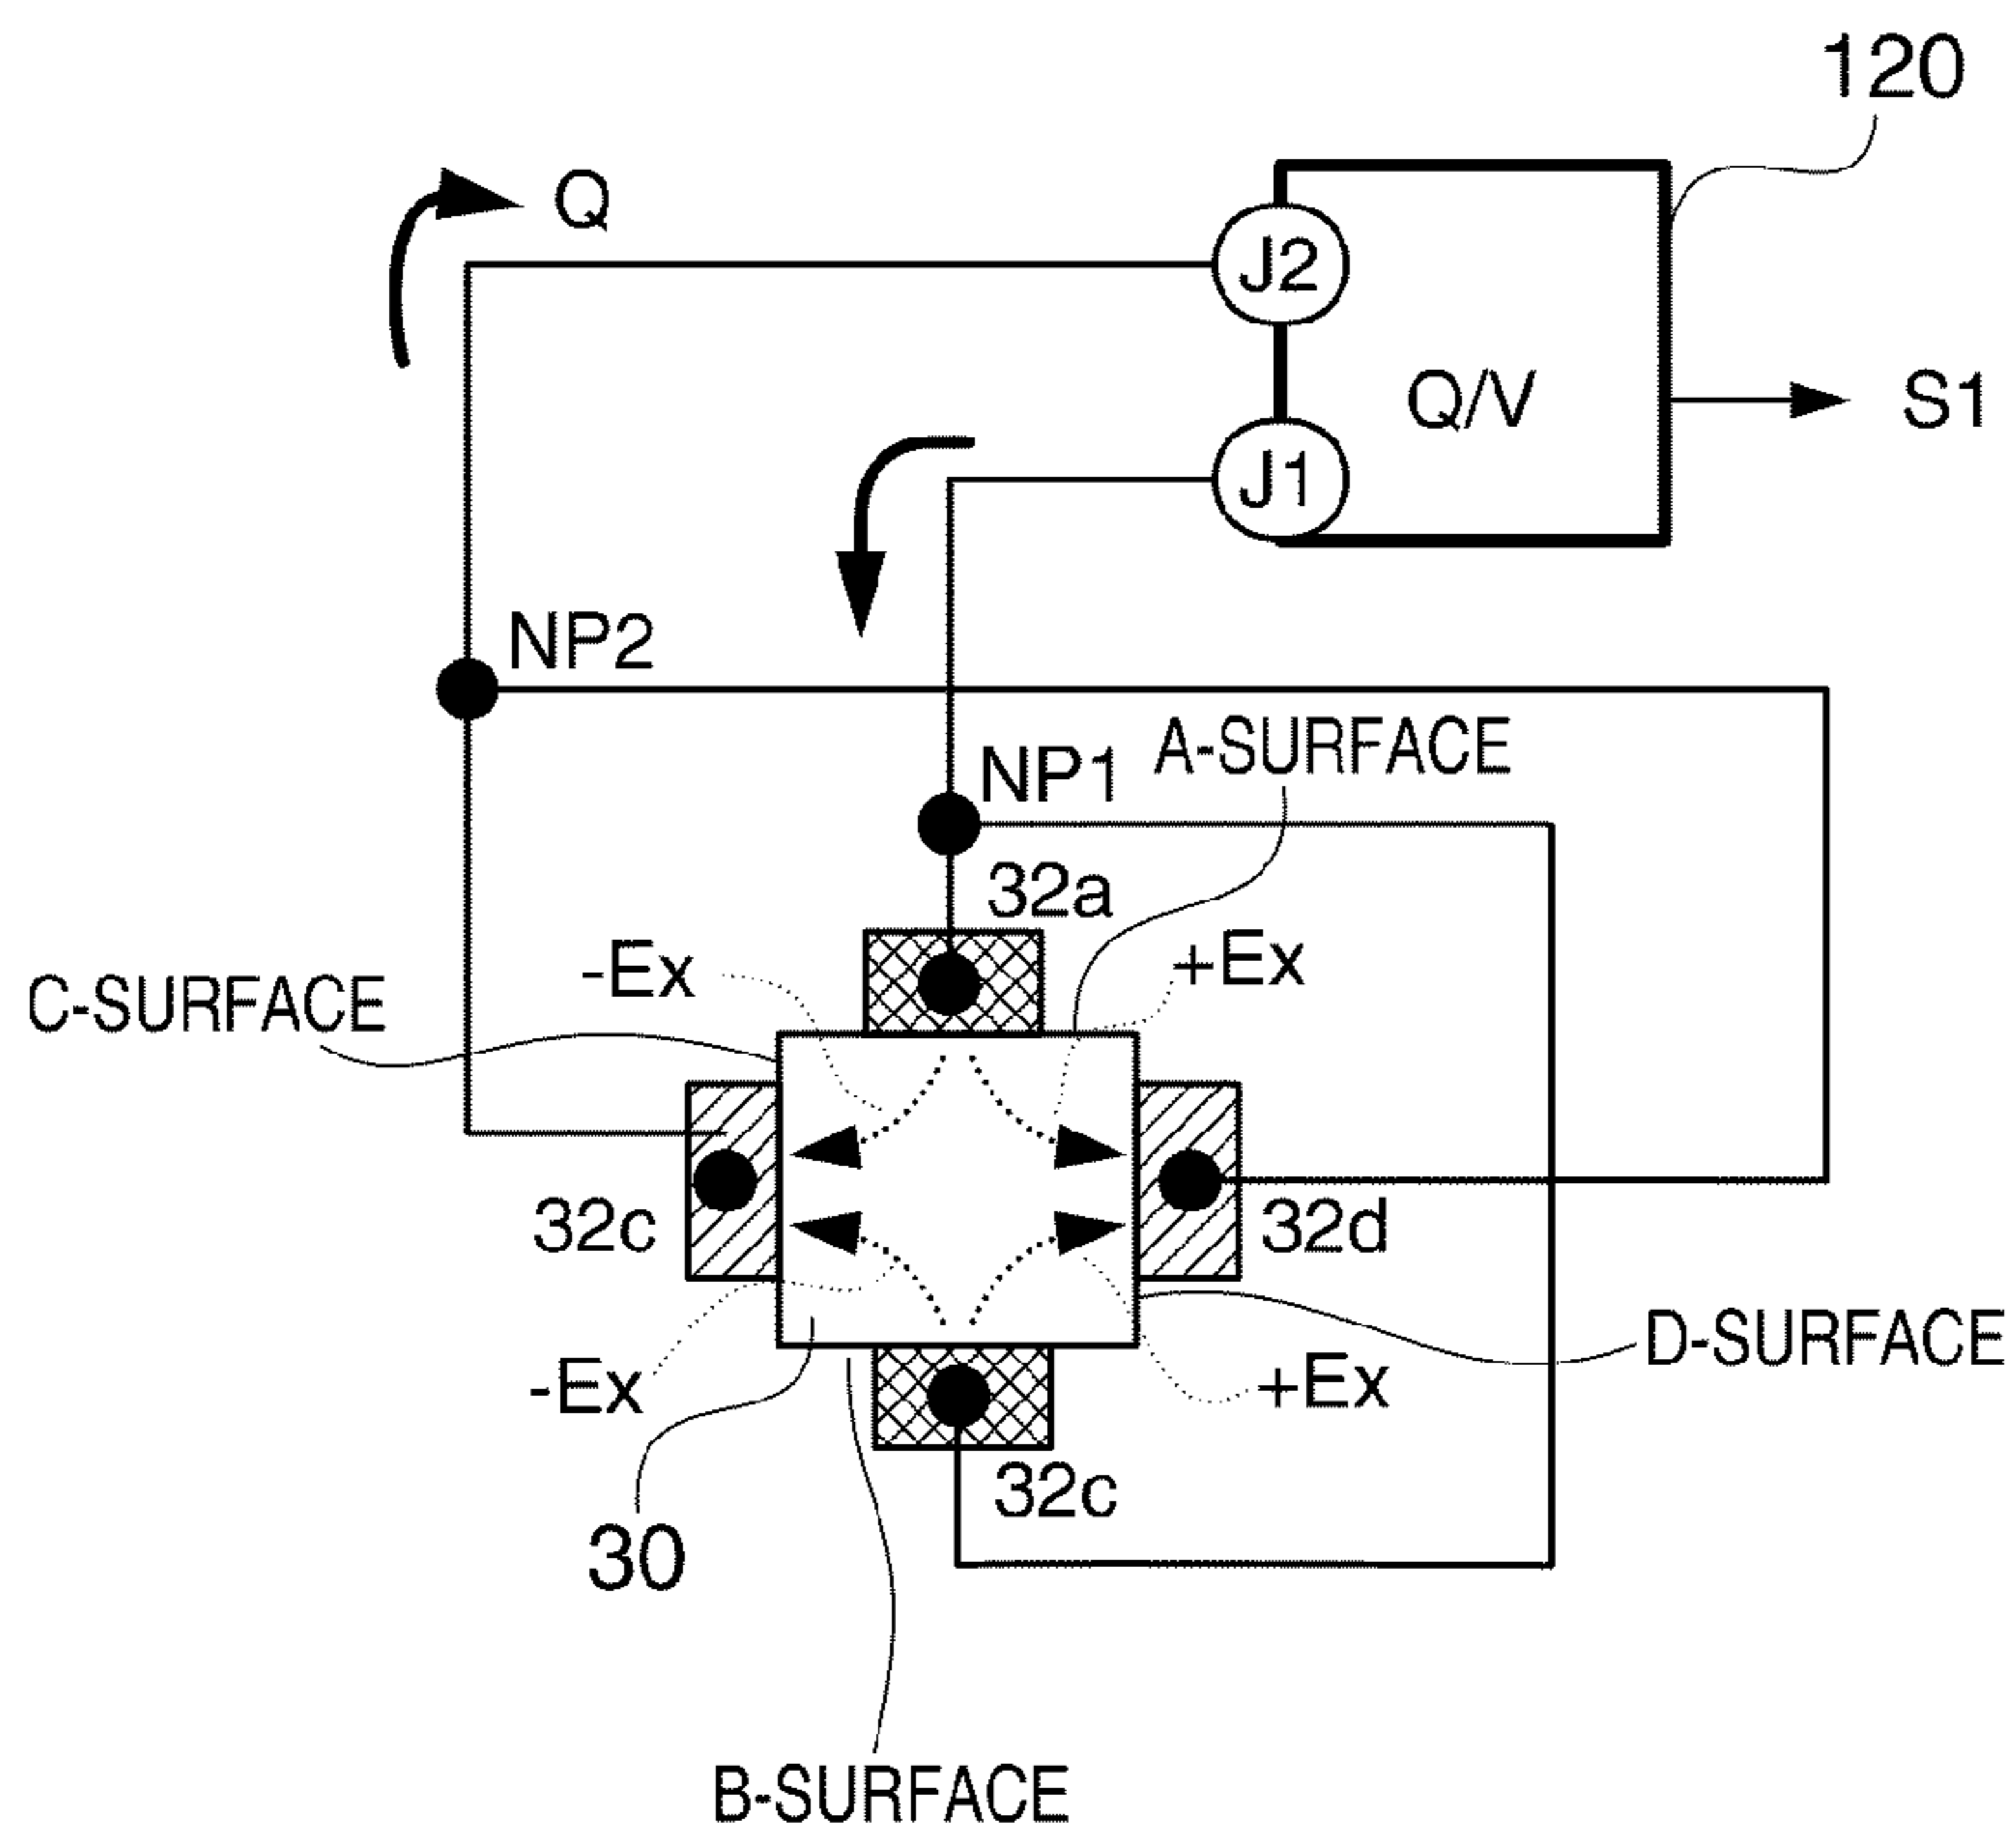 120
Q
J2
Q/V
S1
J1
NP2
A-SURFACE
NP1
32a
-Ex
+Ex
C-SURFACE
32c
32d
D-SURFACE
-Ex
+Ex
32c
30
B-SURFACE